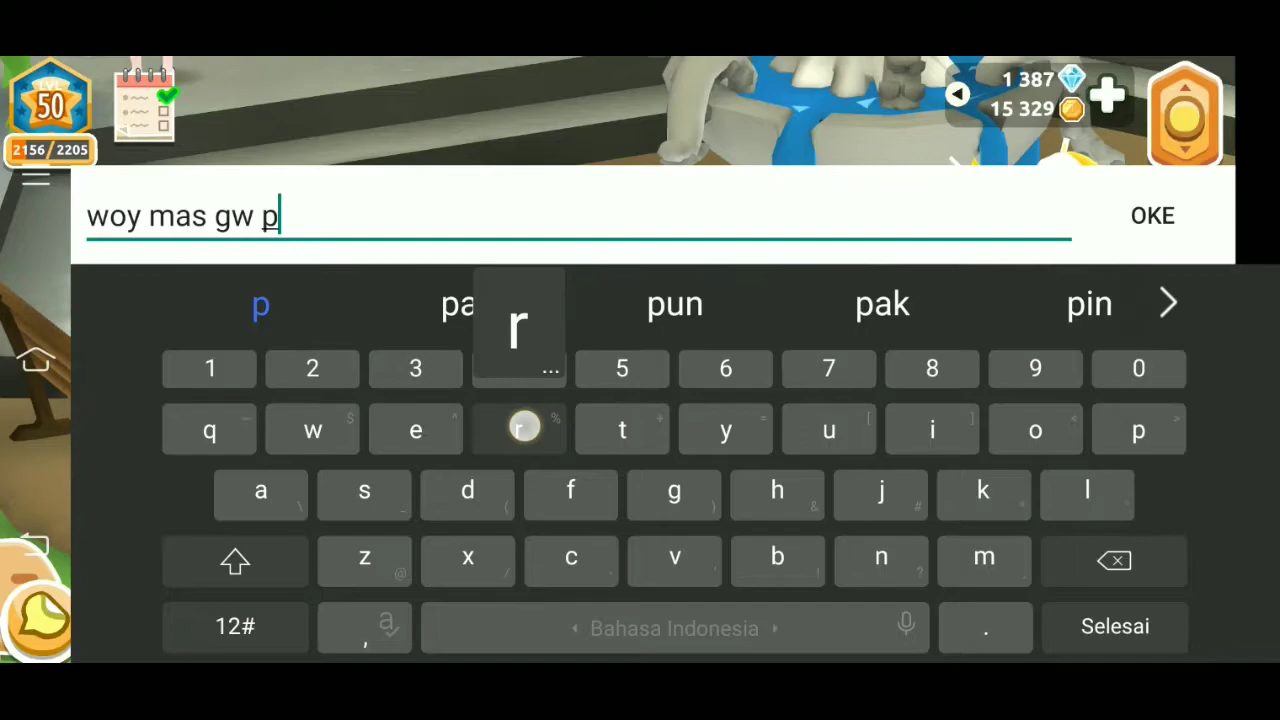 LVL
50
2156/2205
1 387
15 329
woy mas gw p
OKE
p pa pun pak pin
r
...
1 2 3 5 6 7 8 9 0
q w e r t y u i o p
a s d f g h j k l
z x c v b n m
12# , Bahasa Indonesia . Selesai